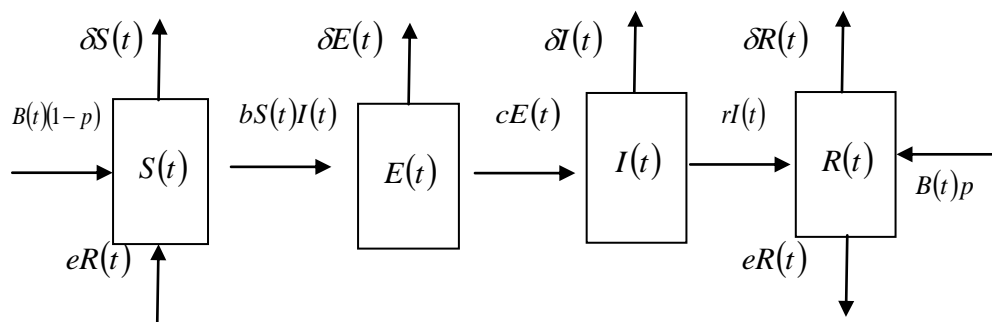 δS(t)
δE(t)
δI(t)
δR(t)
B(t)(1−p)
bS(t)I(t)
cE(t)
rI(t)
S(t)
E(t)
I(t)
R(t)
B(t)p
eR(t)
eR(t)